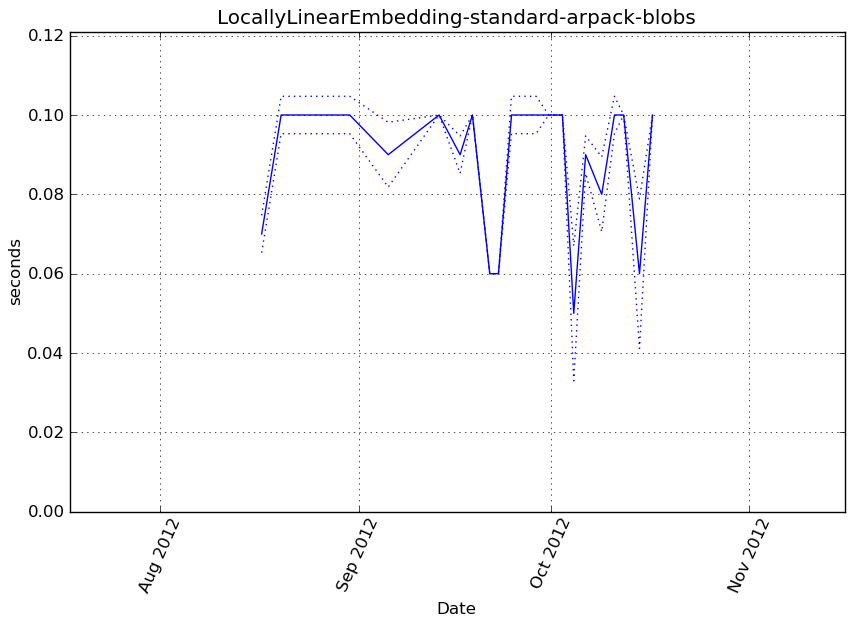 LocallyLinearEmbedding-standard-arpack-blobs
0.12
0.10
0.08
0.06
0.04
0.02
0.00
seconds
Aug 2012
Sep 2012
Oct 2012
Nov 2012
Date